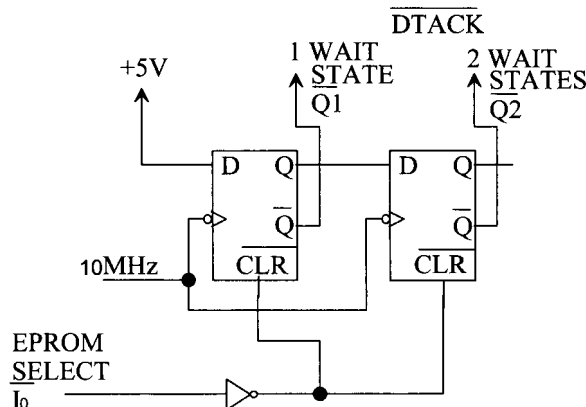 DTACK
+5V
1 WAIT
STATE
Q1
2 WAIT
STATES
Q2
D Q
Q
CLR
D Q
Q
CLR
10MHz
EPROM
SELECT
I0